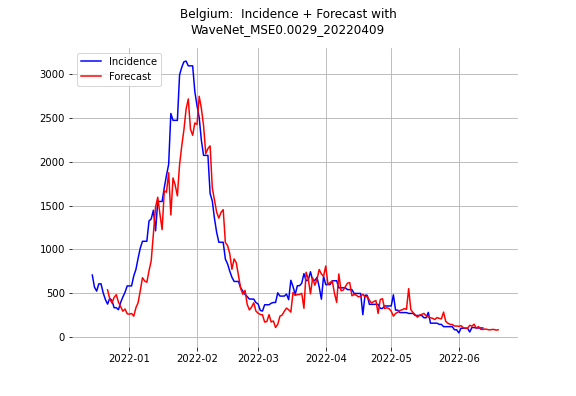 Belgium:  Incidence + Forecast with
WaveNet_MSE0.0029_20220409
Incidence
Forecast
3000
2500
2000
1500
1000
500
0
2022-01 2022-02 2022-03 2022-04 2022-05 2022-06